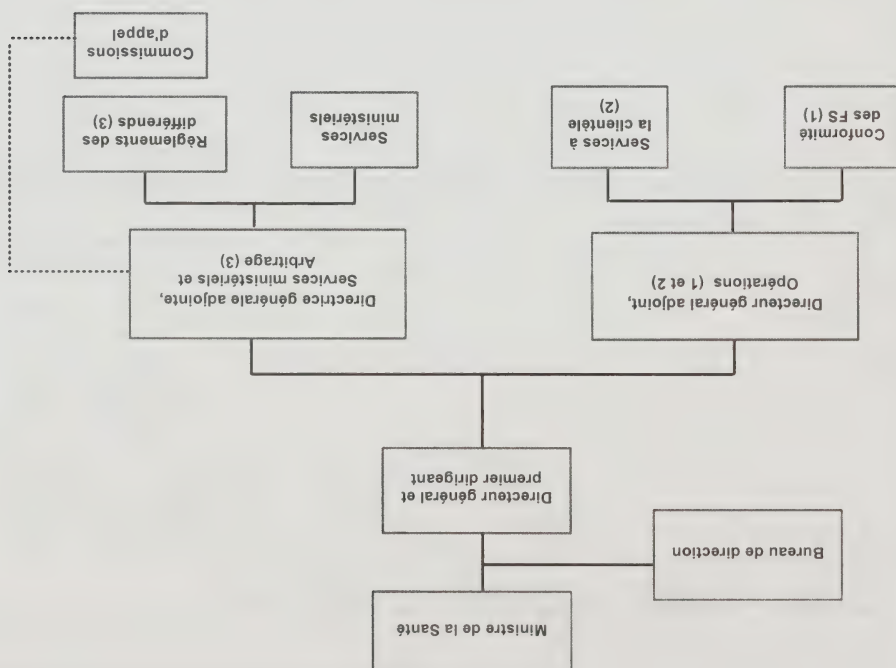 Ministre de la Santé
Bureau de direction
Directeur général et
premier dirigeant
Directeur général adjoint,
Opérations (1 et 2)
Directrice générale adjointe,
Services ministériels et
Arbitrage (3)
Conformité
des FS (1)
Services à
la clientèle
(2)
Services
ministériels
Règlements des
différends (3)
Commissions
d'appel